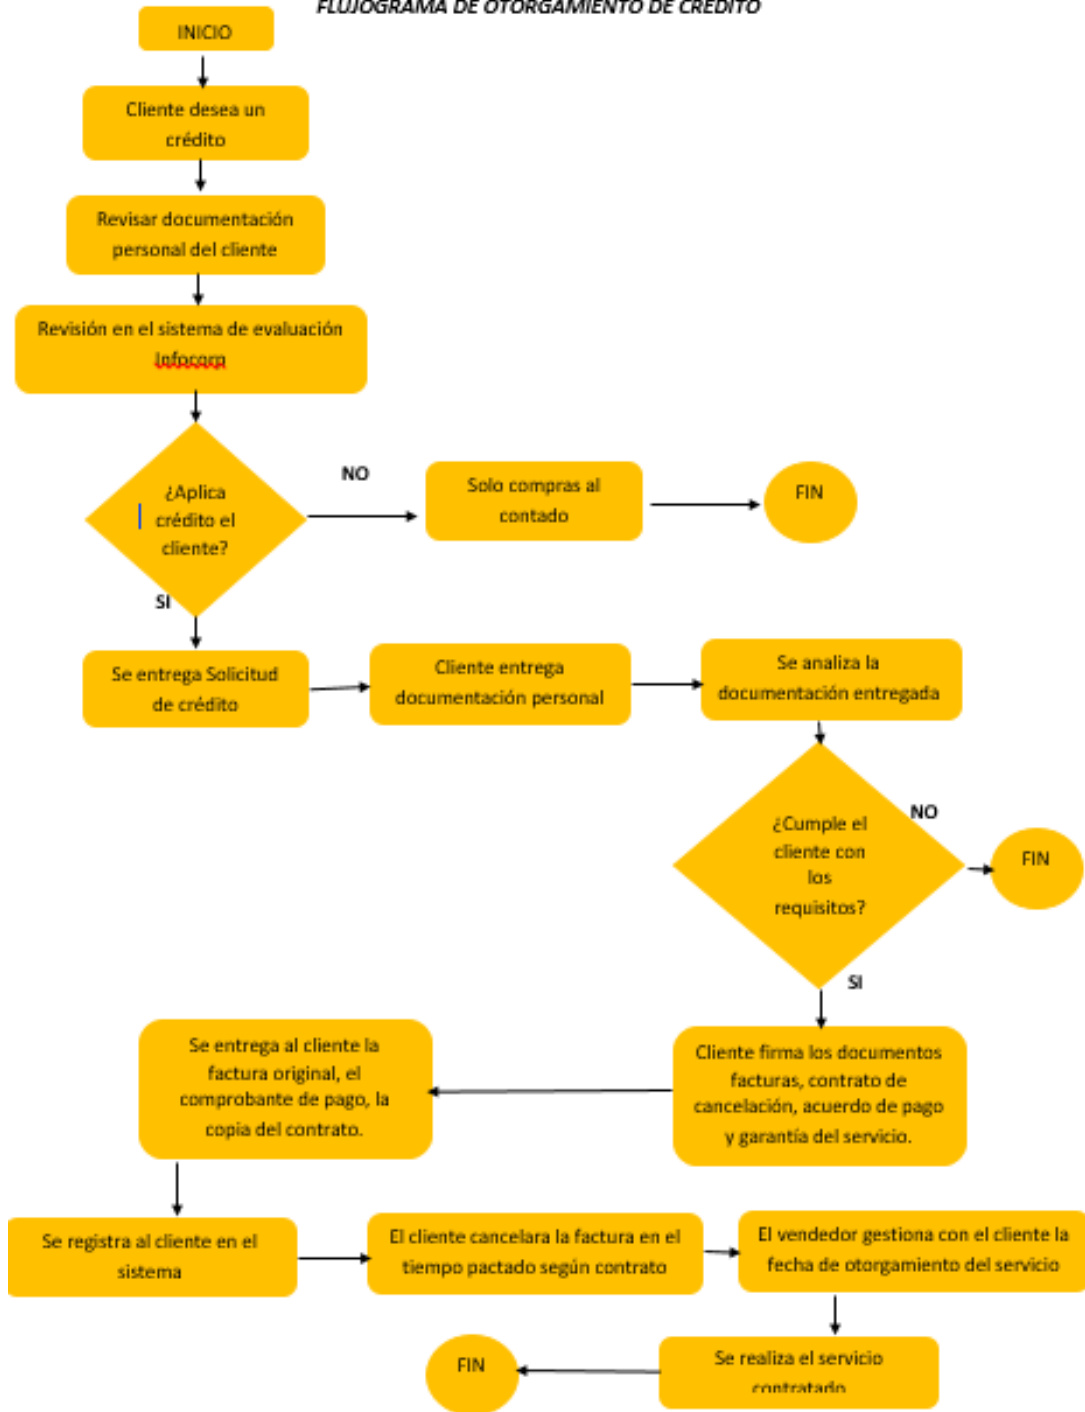 FLUJOGRAMA DE OTORGAMIENTO DE CREDITO
INICIO
Cliente desea un
crédito
Revisar documentación
personal del cliente
Revisión en el sistema de evaluación
Infocorp
¿Aplica
crédito el
cliente?
NO
Solo compras al
contado
FIN
SI
Se entrega Solicitud
de crédito
Cliente entrega
documentación personal
Se analiza la
documentación entregada
¿Cumple el
cliente con
los
requisitos?
NO
FIN
SI
Cliente firma los documentos
facturas, contrato de
cancelación, acuerdo de pago
y garantía del servicio.
Se entrega al cliente la
factura original, el
comprobante de pago, la
copia del contrato.
Se registra al cliente en el
sistema
El cliente cancelara la factura en el
tiempo pactado según contrato
El vendedor gestiona con el cliente la
fecha de otorgamiento del servicio
Se realiza el servicio
contratado
FIN